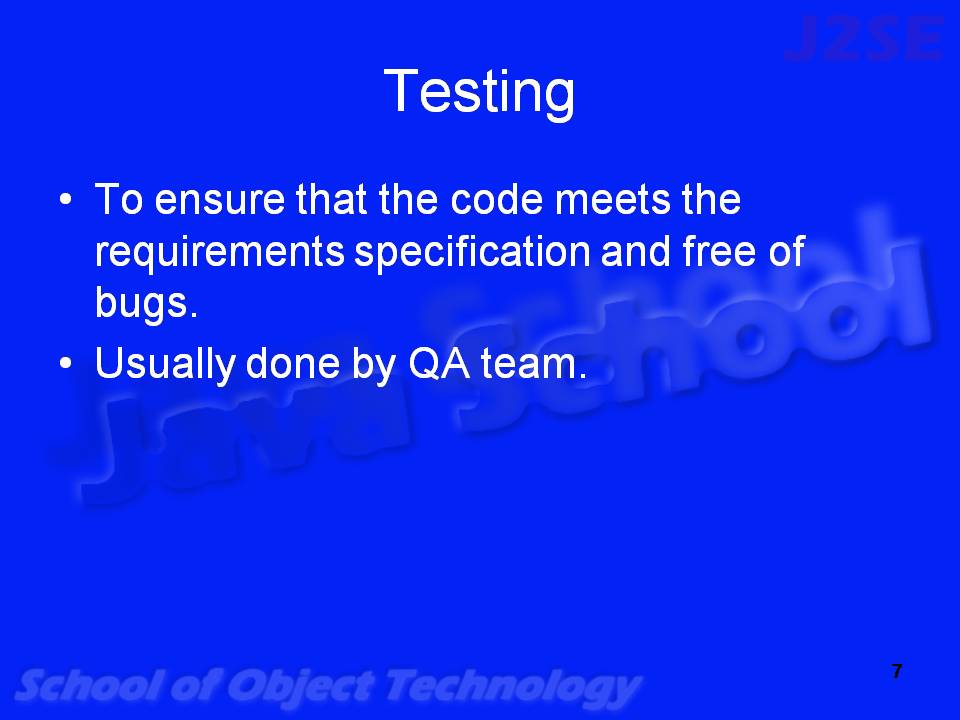 J2SE
Testing
• To ensure that the code meets the
requirements specification and free of
bugs.
• Usually done by QA team.
Java School
School of Object Technology
7